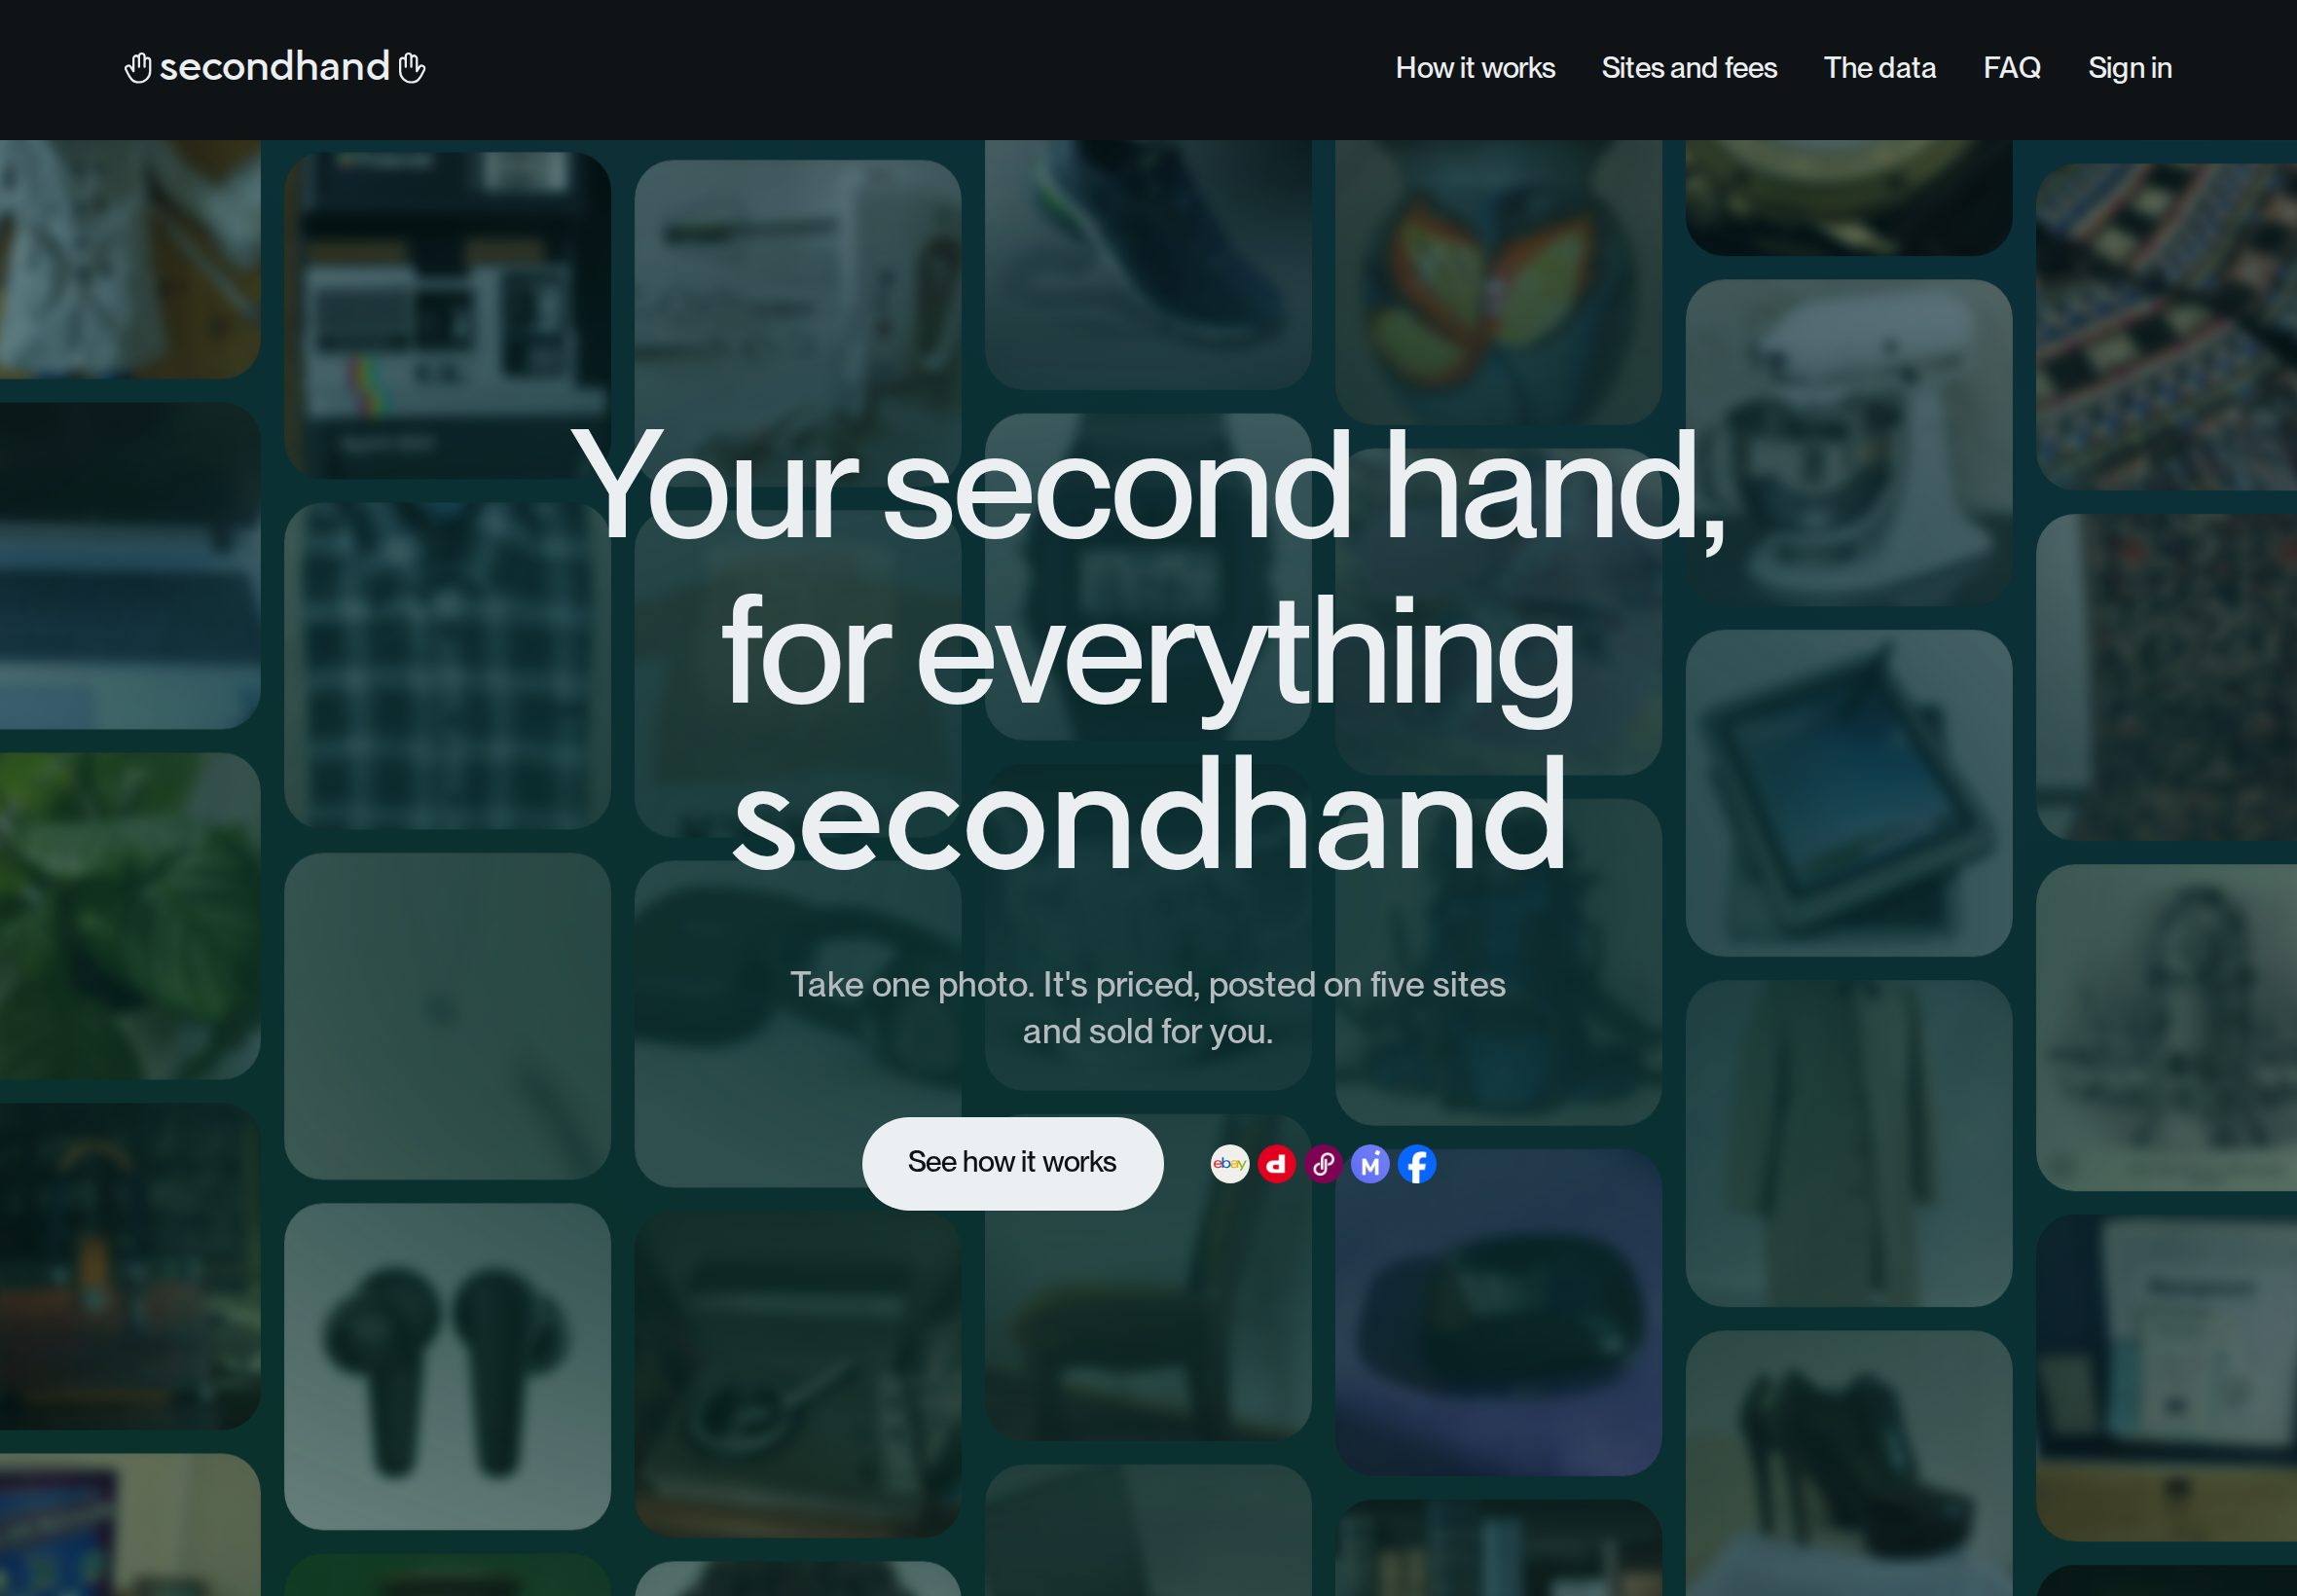 secondhand
How it works
Sites and fees
The data
FAQ
Sign in
Your second hand,
for everything
secondhand
Take one photo. It's priced, posted on five sites
and sold for you.
See how it works
ebay